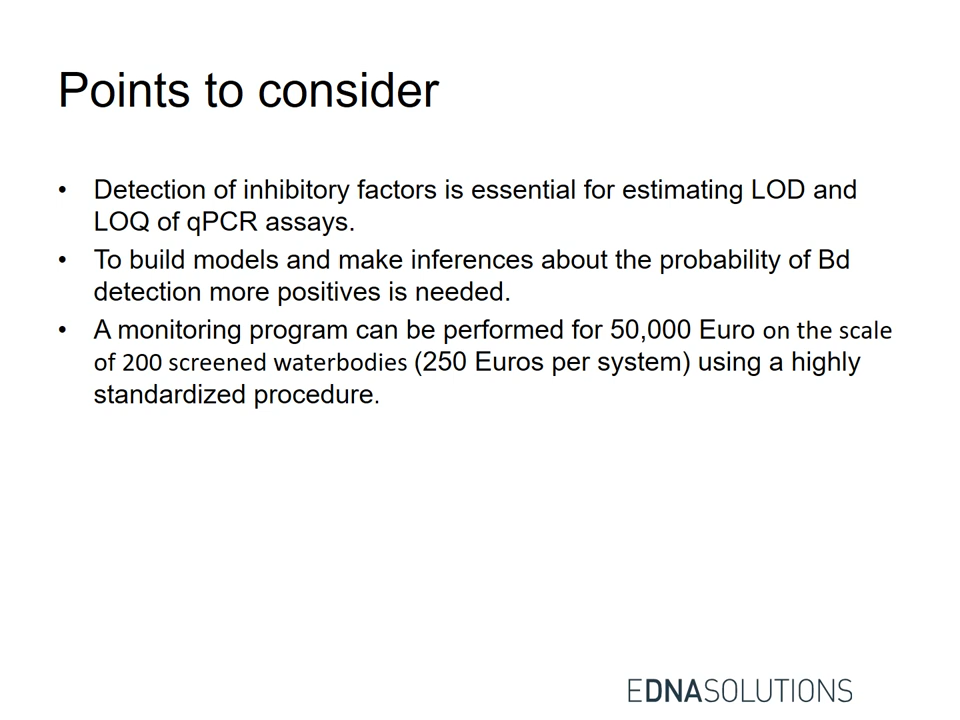 Points to consider
• Detection of inhibitory factors is essential for estimating LOD and
LOQ of qPCR assays.
• To build models and make inferences about the probability of Bd
detection more positives is needed.
• A monitoring program can be performed for 50,000 Euro on the scale
of 200 screened waterbodies (250 Euros per system) using a highly
standardized procedure.
EDNASOLUTIONS